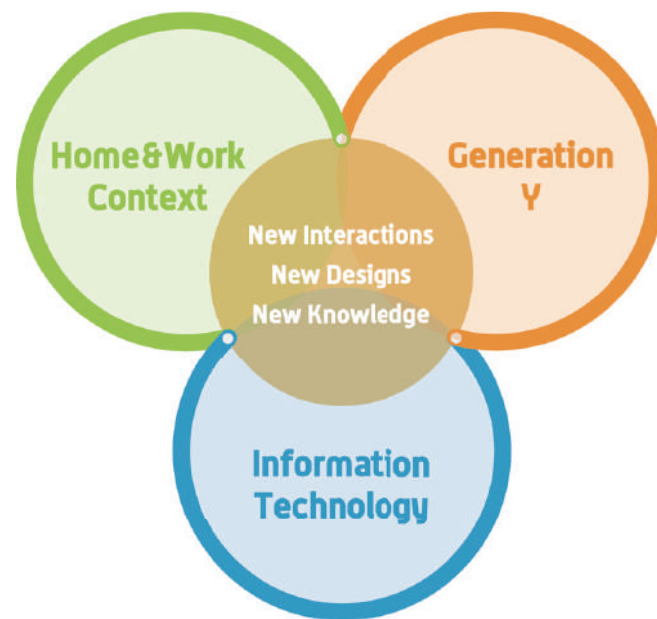 Home&Work
Context
Generation
Y
New Interactions
New Designs
New Knowledge
Information
Technology